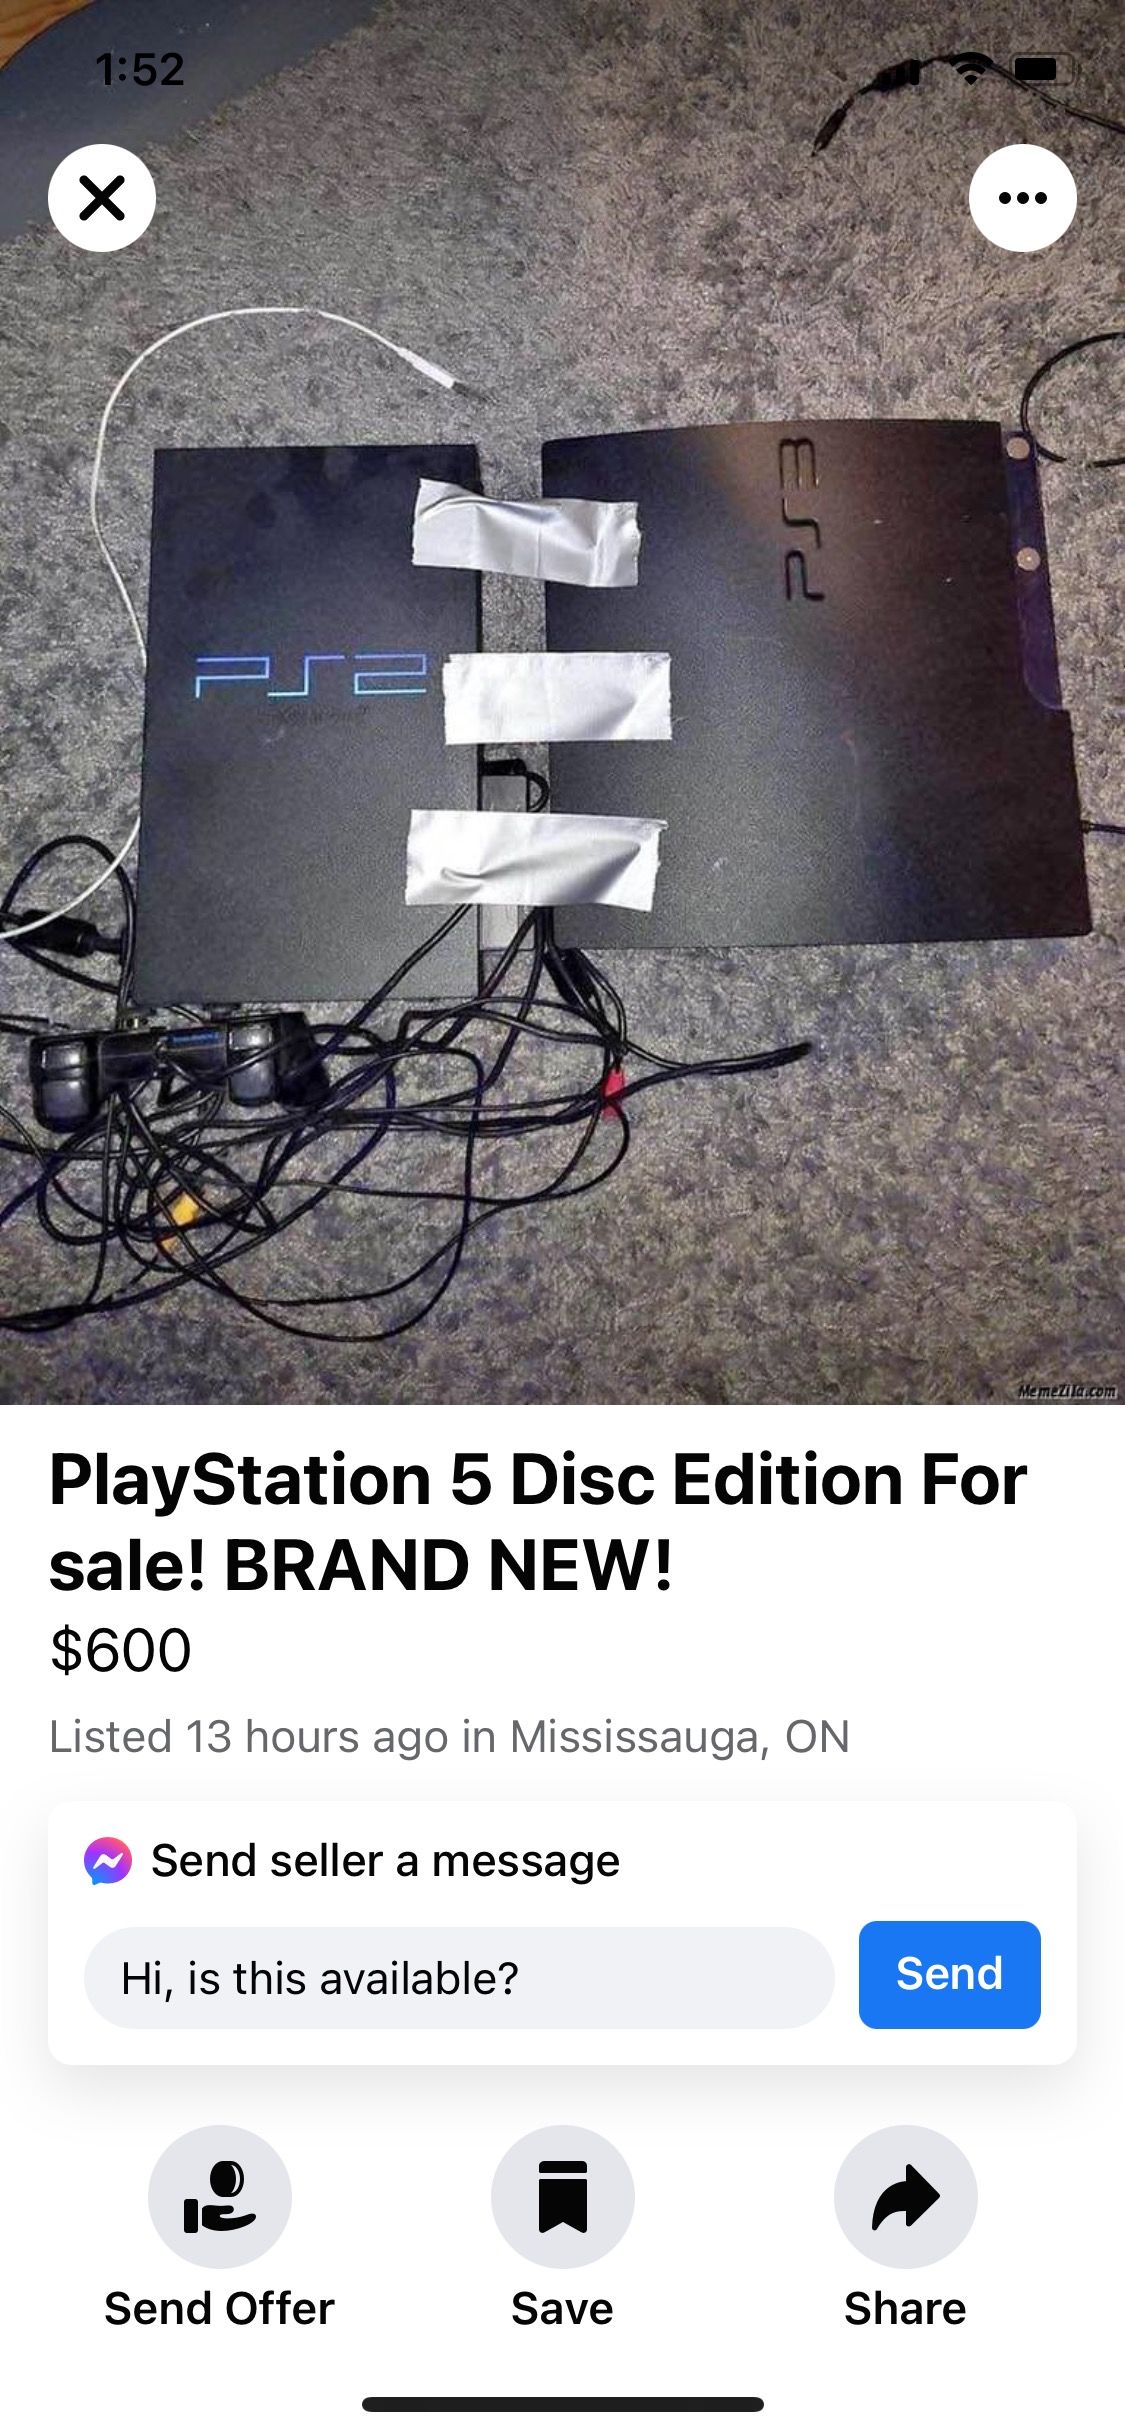 1:52
PS2
PS3
MemeZila.com
PlayStation 5 Disc Edition For
sale! BRAND NEW!
$600
Listed 13 hours ago in Mississauga, ON
Send seller a message
Hi, is this available?
Send
Send Offer
Save
Share